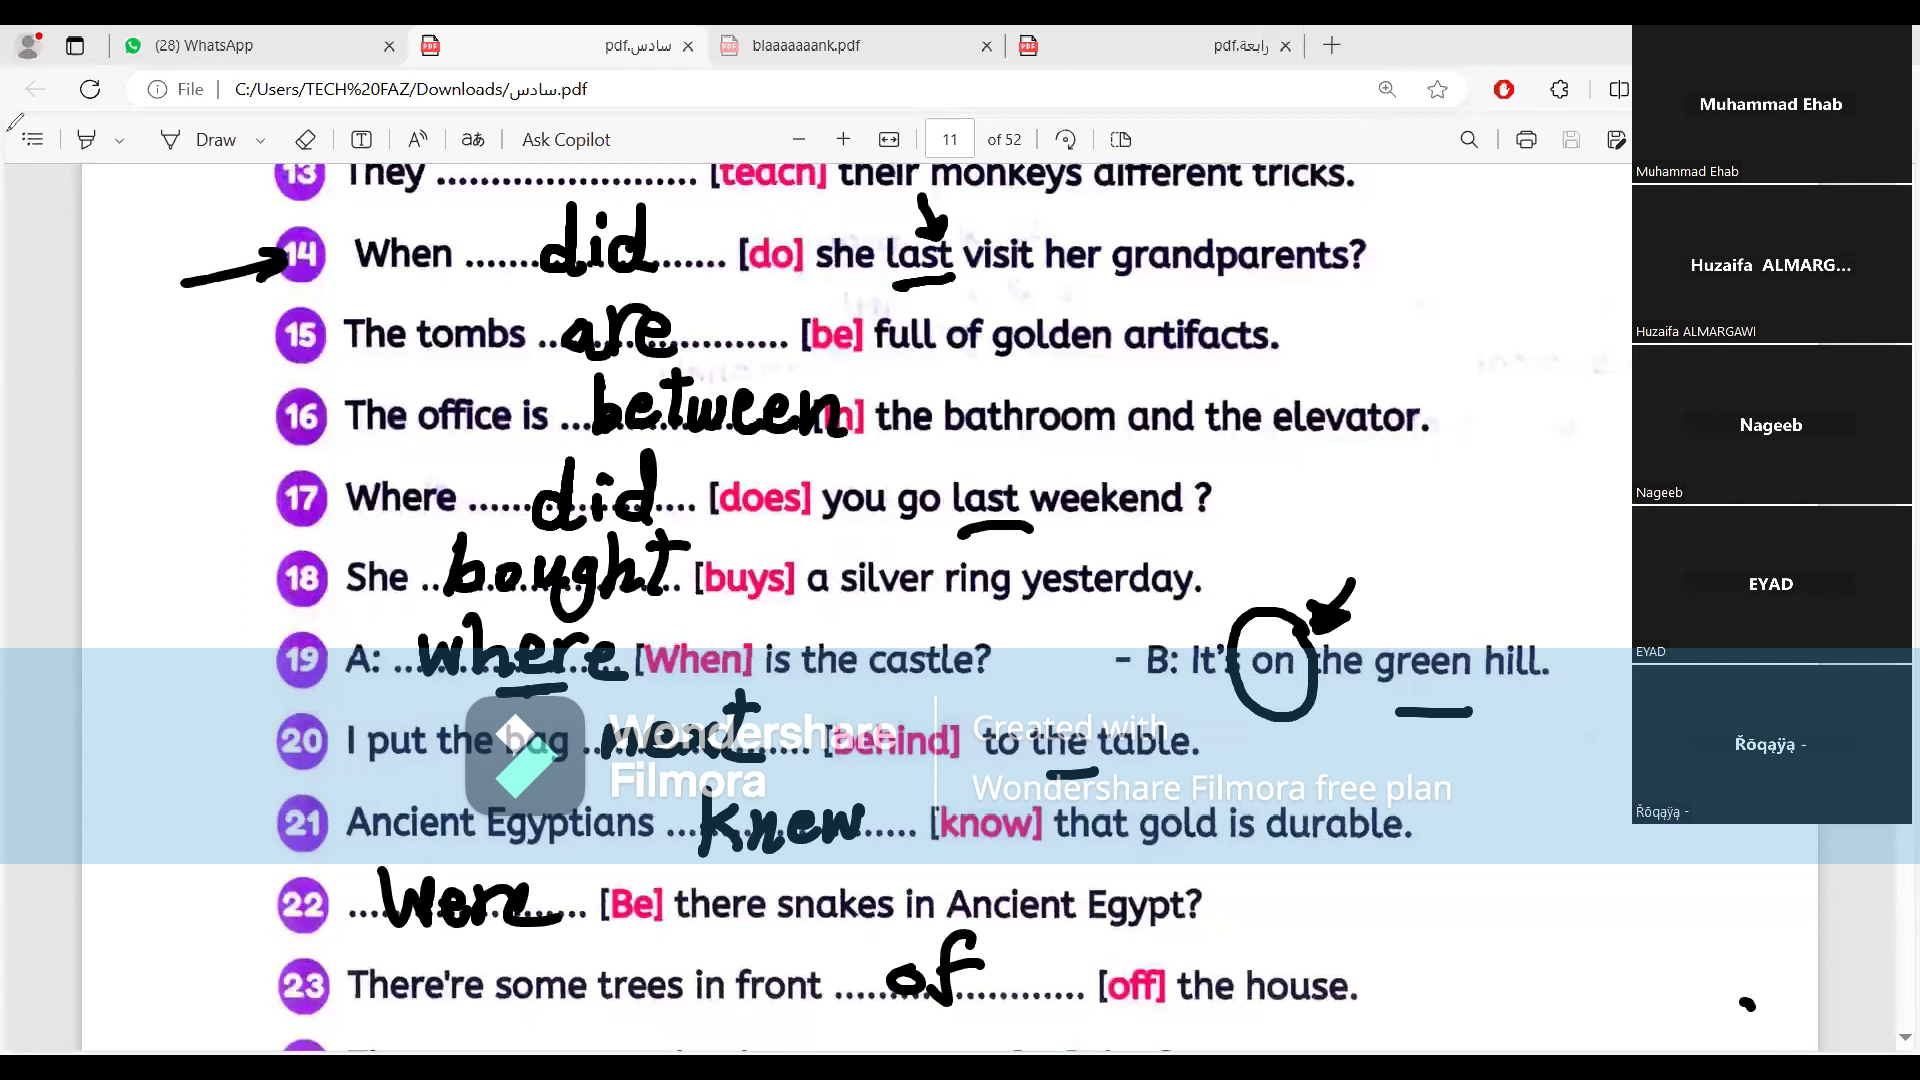 (28) WhatsApp
سادس.pdf
blaaaaaaank.pdf
رابعة.pdf
File C:/Users/TECH%20FAZ/Downloads/سادس.pdf
Draw
Ask Copilot
11 of 52
13 They ........................ [teach] their monkeys different tricks.
14 When did [do] she last visit her grandparents?
15 The tombs are [be] full of golden artifacts.
16 The office is between [in] the bathroom and the elevator.
17 Where did [does] you go last weekend ?
18 She bought [buys] a silver ring yesterday.
19 A: where [When] is the castle? - B: It's on the green hill.
20 I put the bag next [behind] to the table.
21 Ancient Egyptians knew [know] that gold is durable.
22 Were [Be] there snakes in Ancient Egypt?
23 There're some trees in front of [off] the house.
Wondershare
Filmora
Created with
Wondershare Filmora free plan
Muhammad Ehab
Muhammad Ehab
Huzaifa ALMARG...
Huzaifa ALMARGAWI
Nageeb
Nageeb
EYAD
EYAD
Řōqąÿą -
Řōqąÿą -